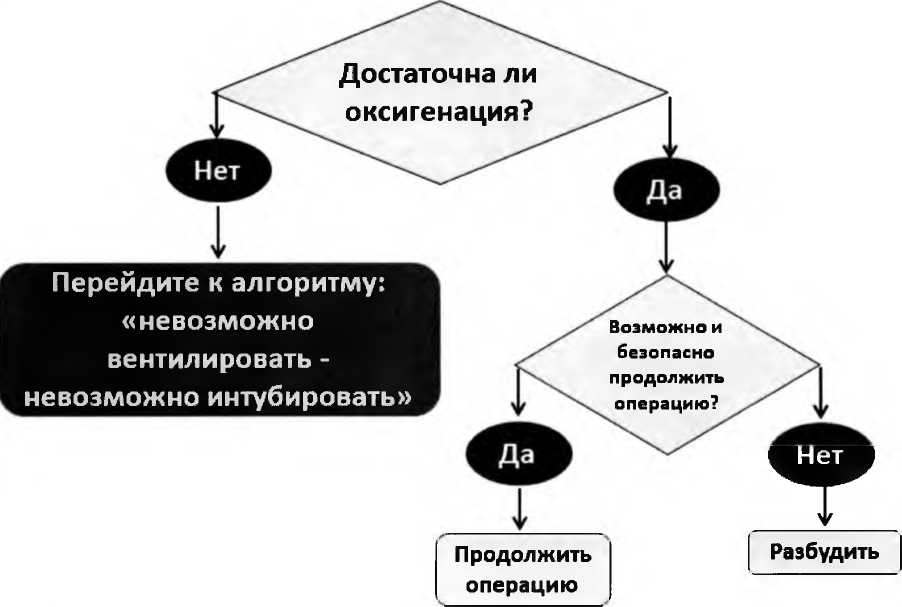 Достаточна ли
оксигенация?
Нет
Да
Перейдите к алгоритму:
«невозможно
вентилировать -
невозможно интубировать»
Возможно и
безопасно
продолжить
операцию?
Да
Нет
Продолжить
операцию
Разбудить